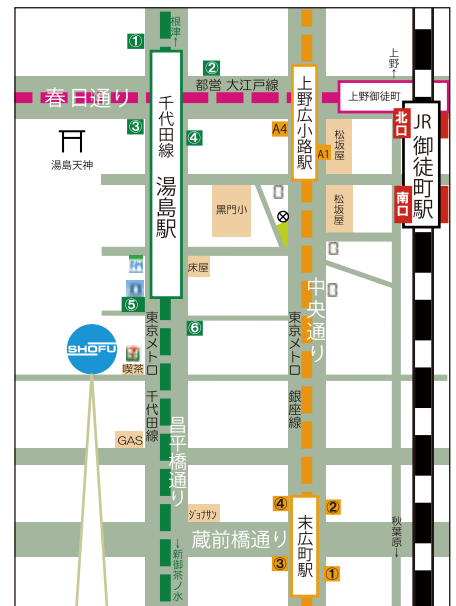 根津→
①
②
上野→
都営 大江戸線
上野広小路駅
上野御徒町
春日通り
千代田線 湯島駅
北口
JR 御徒町駅
③
④
A4
A1
松坂屋
湯島天神
黒門小
松坂屋
南口
床屋
中央通り
⑤
⑥
東京メトロ
東京メトロ
SHOFU
喫茶
千代田線
銀座線
昌平橋通り
GAS
ジョナサン
④
②
末広町駅
秋葉原→
蔵前橋通り
③
①
→新御茶ノ水